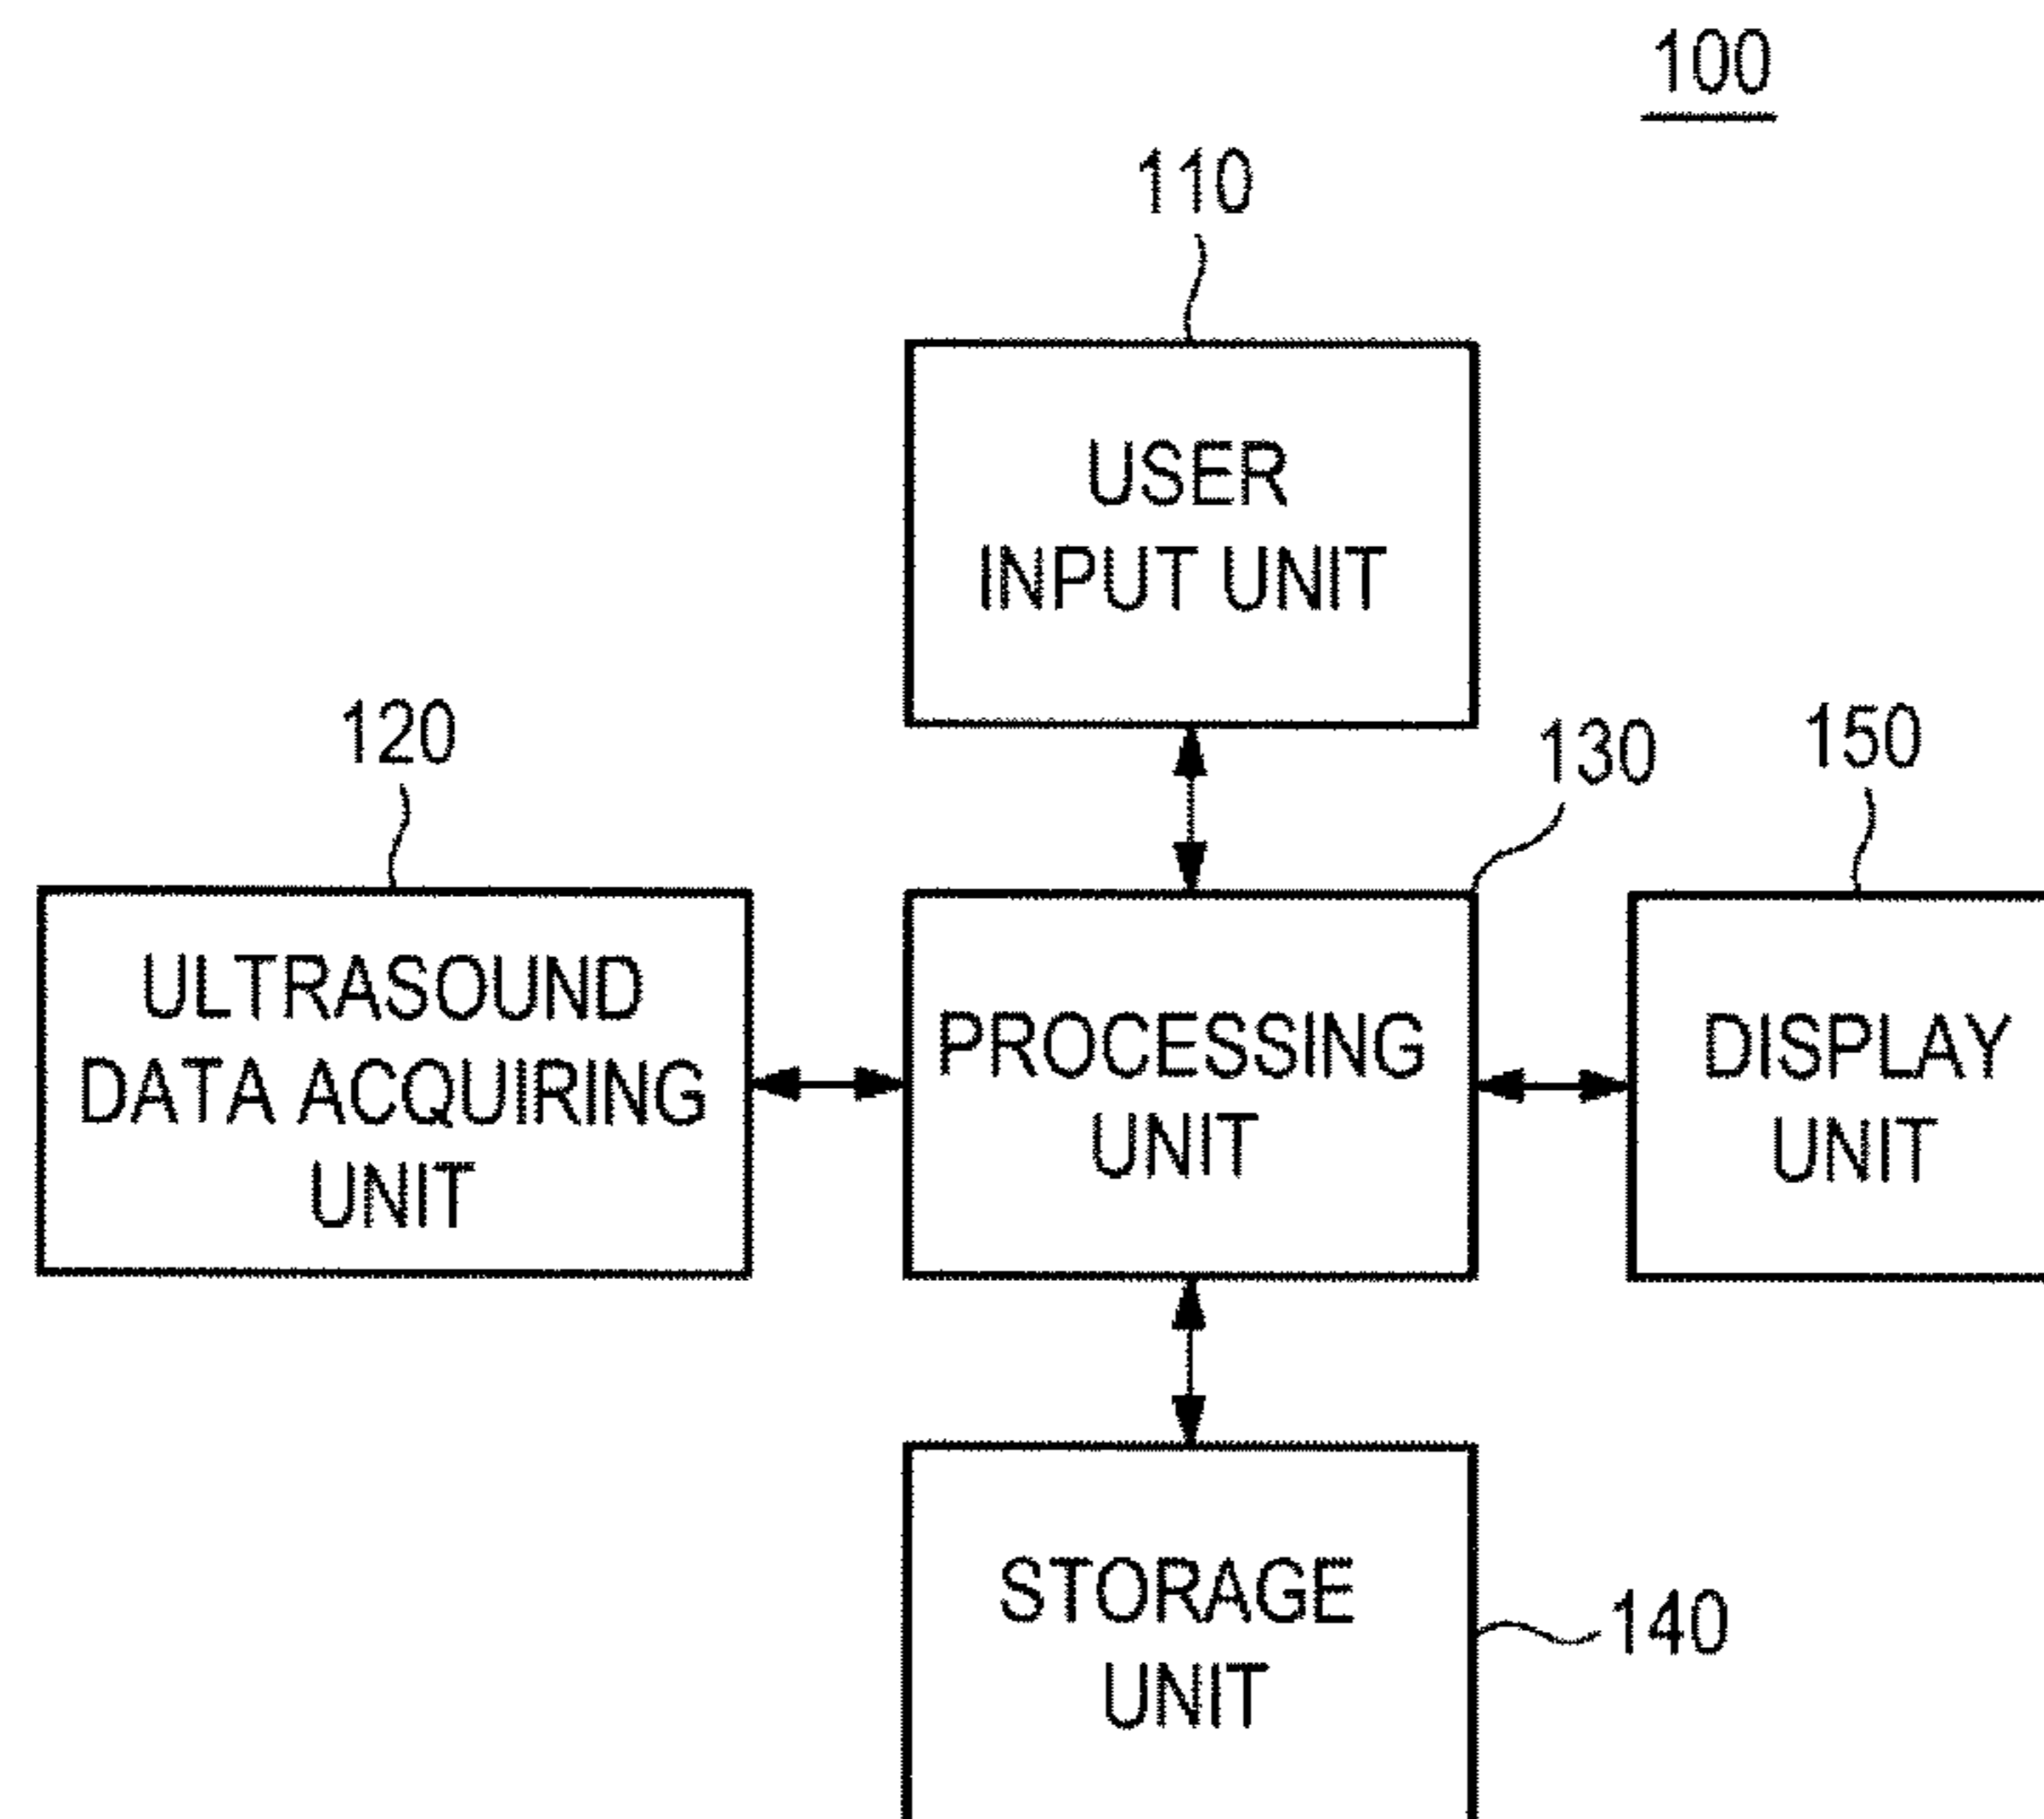 100
110
USER
INPUT UNIT
120
130
150
ULTRASOUND
DATA ACQUIRING
UNIT
PROCESSING
UNIT
DISPLAY
UNIT
STORAGE
UNIT
140